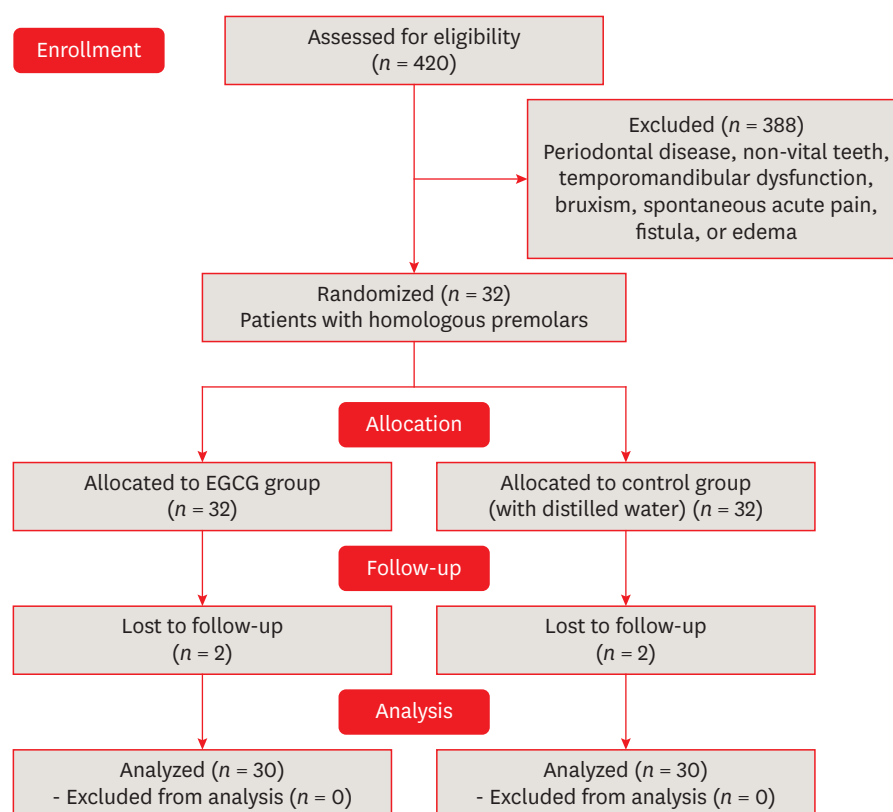 Enrollment
Assessed for eligibility
(n = 420)
Excluded (n = 388)
Periodontal disease, non-vital teeth,
temporomandibular dysfunction,
bruxism, spontaneous acute pain,
fistula, or edema
Randomized (n = 32)
Patients with homologous premolars
Allocation
Allocated to EGCG group
(n = 32)
Allocated to control group
(with distilled water) (n = 32)
Follow-up
Lost to follow-up
(n = 2)
Lost to follow-up
(n = 2)
Analysis
Analyzed (n = 30)
- Excluded from analysis (n = 0)
Analyzed (n = 30)
- Excluded from analysis (n = 0)